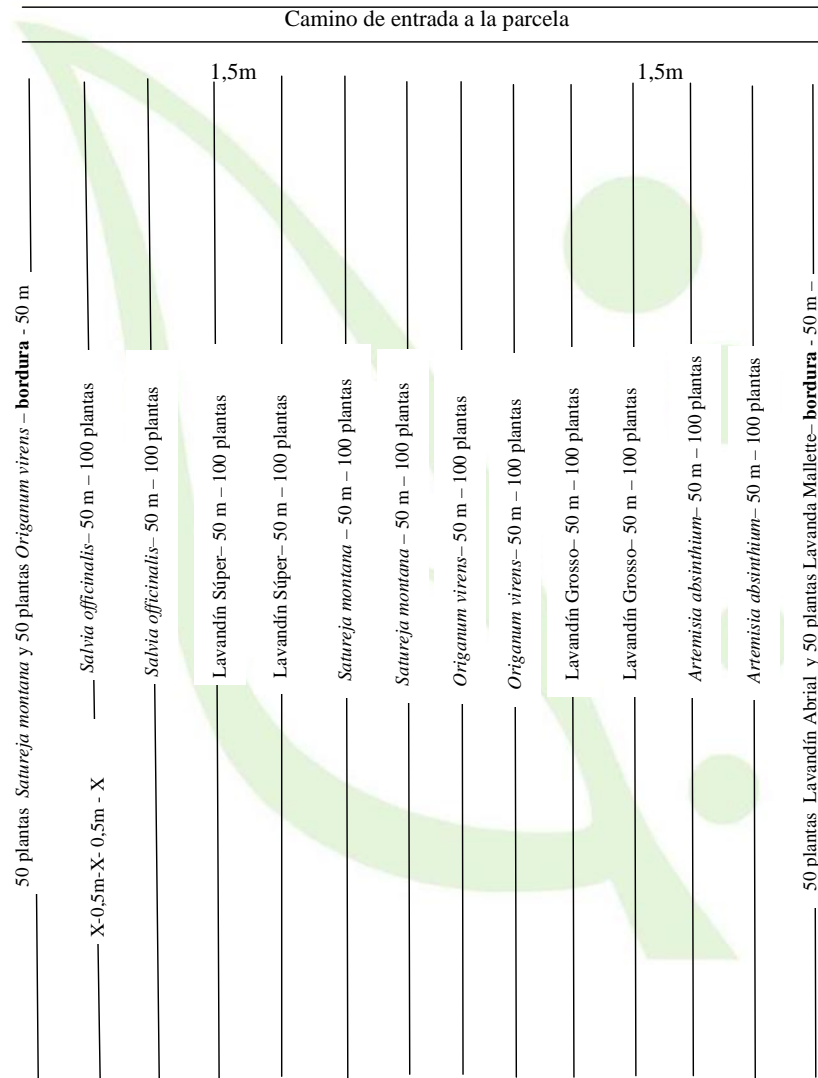 Camino de entrada a la parcela
1,5m
1,5m
50 plantas Satureja montana y 50 plantas Origanum virens – bordura - 50 m
Salvia officinalis– 50 m – 100 plantas
X-0,5m-X- 0,5m - X
Salvia officinalis– 50 m – 100 plantas
Lavandín Súper– 50 m – 100 plantas
Lavandín Súper– 50 m – 100 plantas
Satureja montana – 50 m – 100 plantas
Satureja montana – 50 m – 100 plantas
Origanum virens– 50 m – 100 plantas
Origanum virens– 50 m – 100 plantas
Lavandín Grosso– 50 m – 100 plantas
Lavandín Grosso– 50 m – 100 plantas
Artemisia absinthium– 50 m – 100 plantas
Artemisia absinthium– 50 m – 100 plantas
50 plantas Lavandín Abrial y 50 plantas Lavanda Mallette– bordura - 50 m –